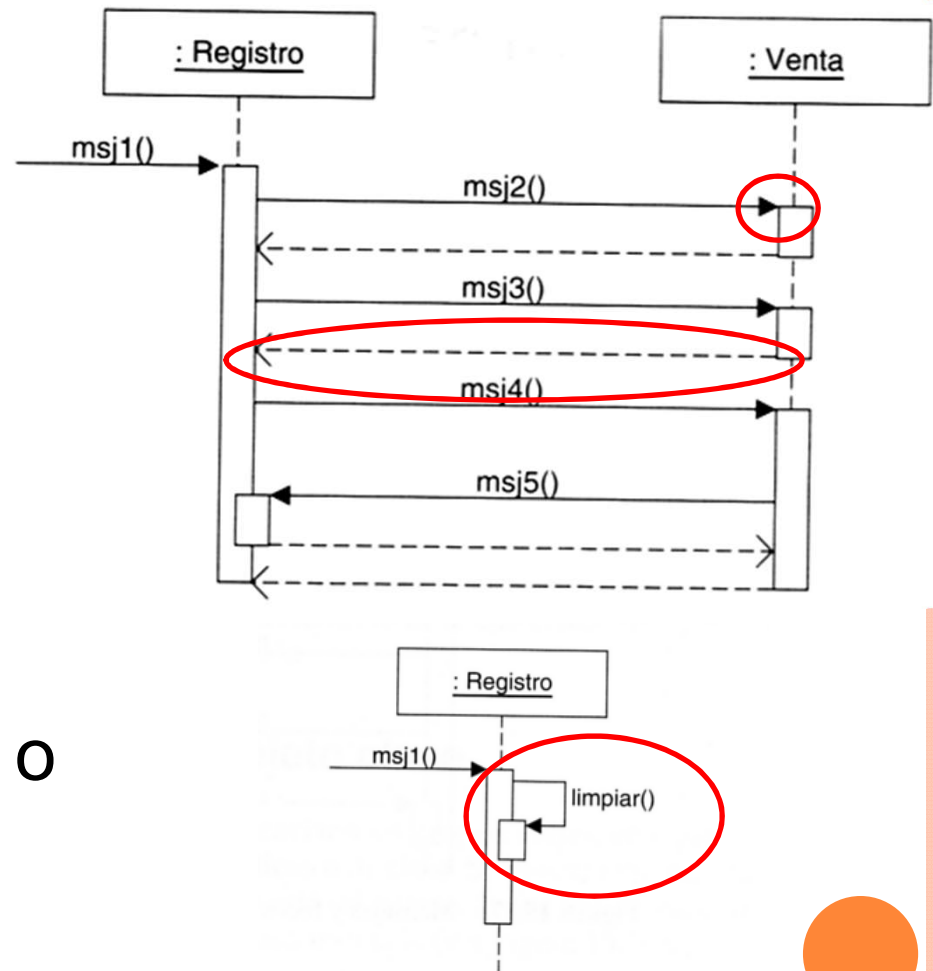 : Registro
: Venta
msj1()
msj2()
msj3()
msj4()
msj5()
: Registro
o
msj1()
limpiar()